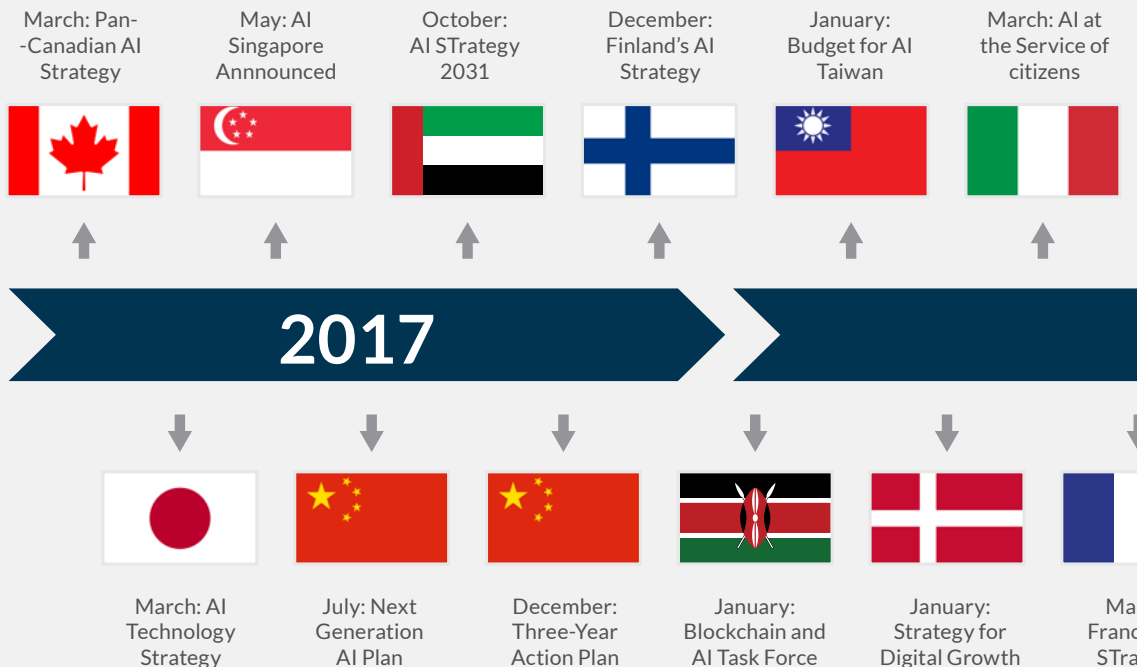 March: Pan-
-Canadian AI
Strategy
May: AI
Singapore
Annnounced
October:
AI STrategy
2031
December:
Finland's AI
Strategy
January:
Budget for AI
Taiwan
March: AI at
the Service of
citizens
2017
March: AI
Technology
Strategy
July: Next
Generation
AI Plan
December:
Three-Year
Action Plan
January:
Blockchain and
AI Task Force
January:
Strategy for
Digital Growth